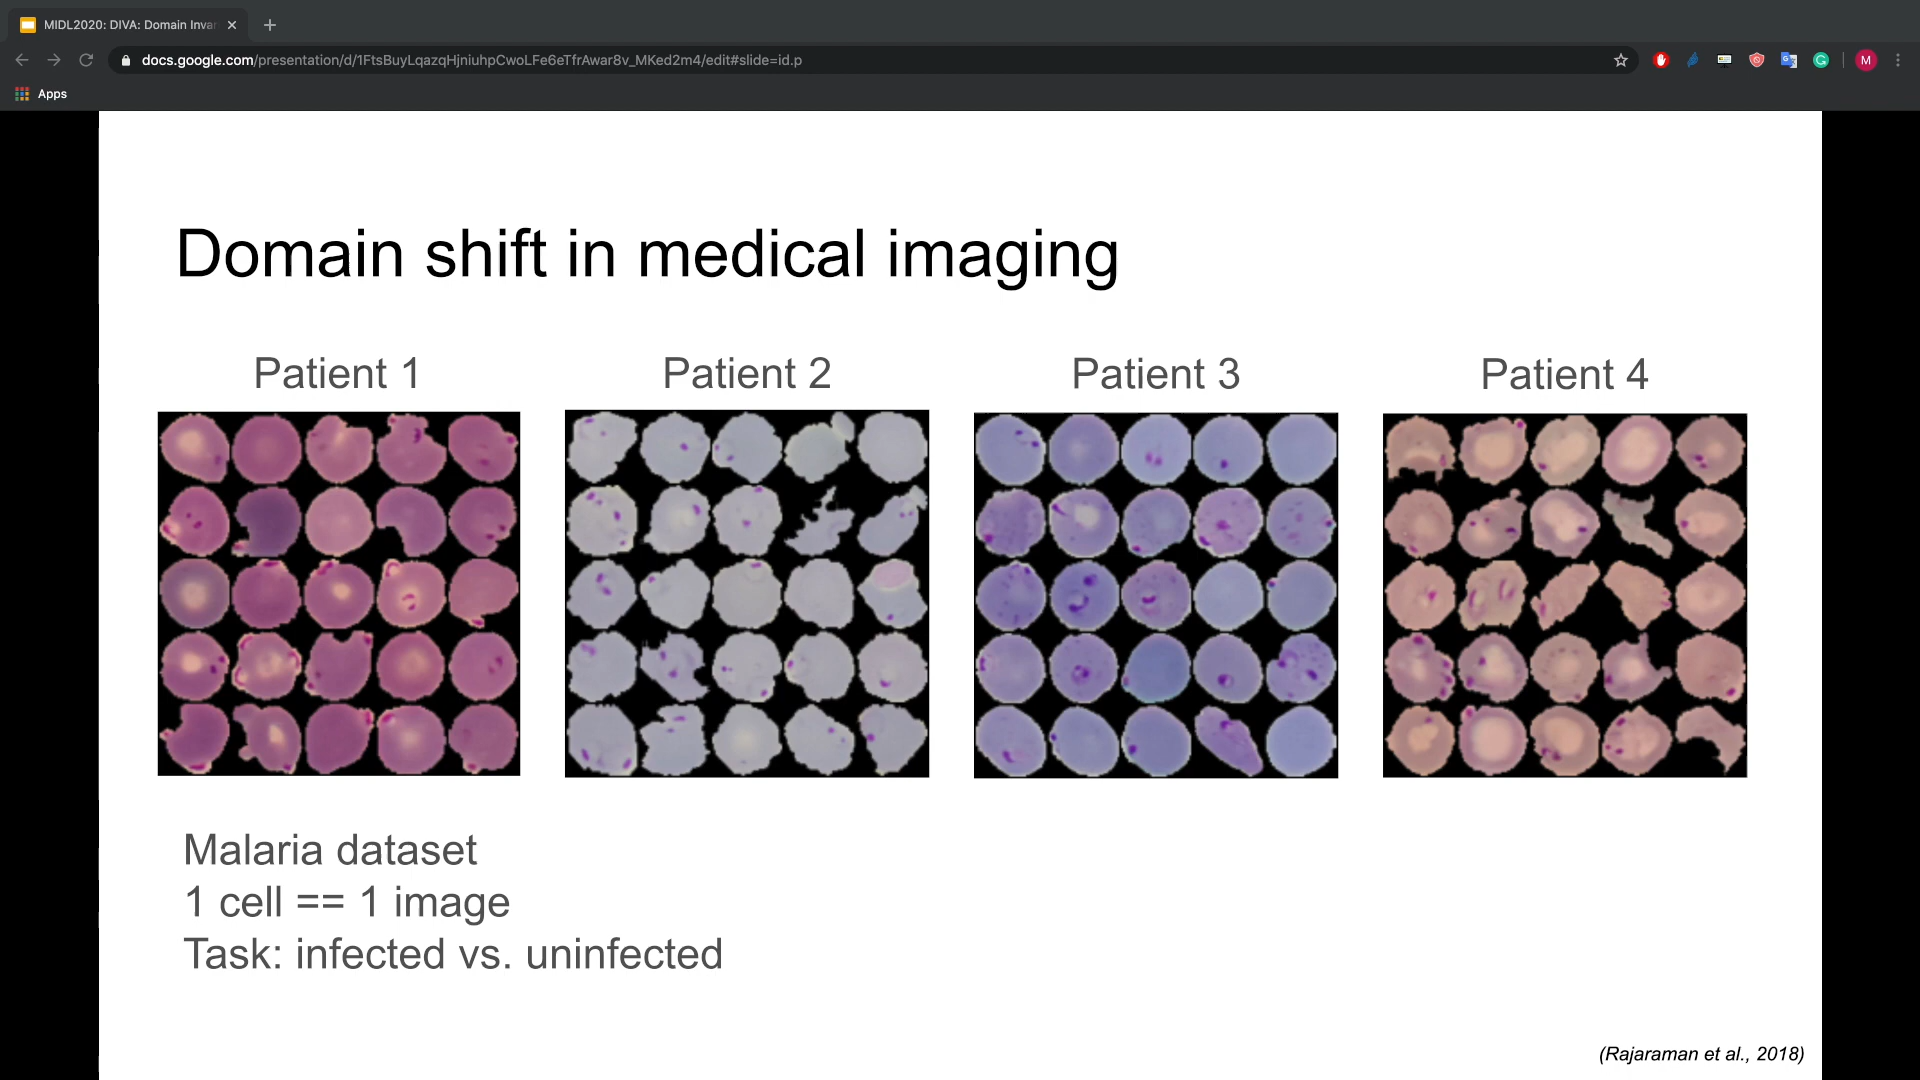 MIDL2020: DIVA: Domain Invar
docs.google.com/presentation/d/1FtsBuyLqazqHjniuhpCwoLFe6eTfrAwar8v_MKed2m4/edit#slide=id.p
M
Apps
Domain shift in medical imaging
Patient 1
Patient 2
Patient 3
Patient 4
Malaria dataset
1 cell == 1 image
Task: infected vs. uninfected
(Rajaraman et al., 2018)